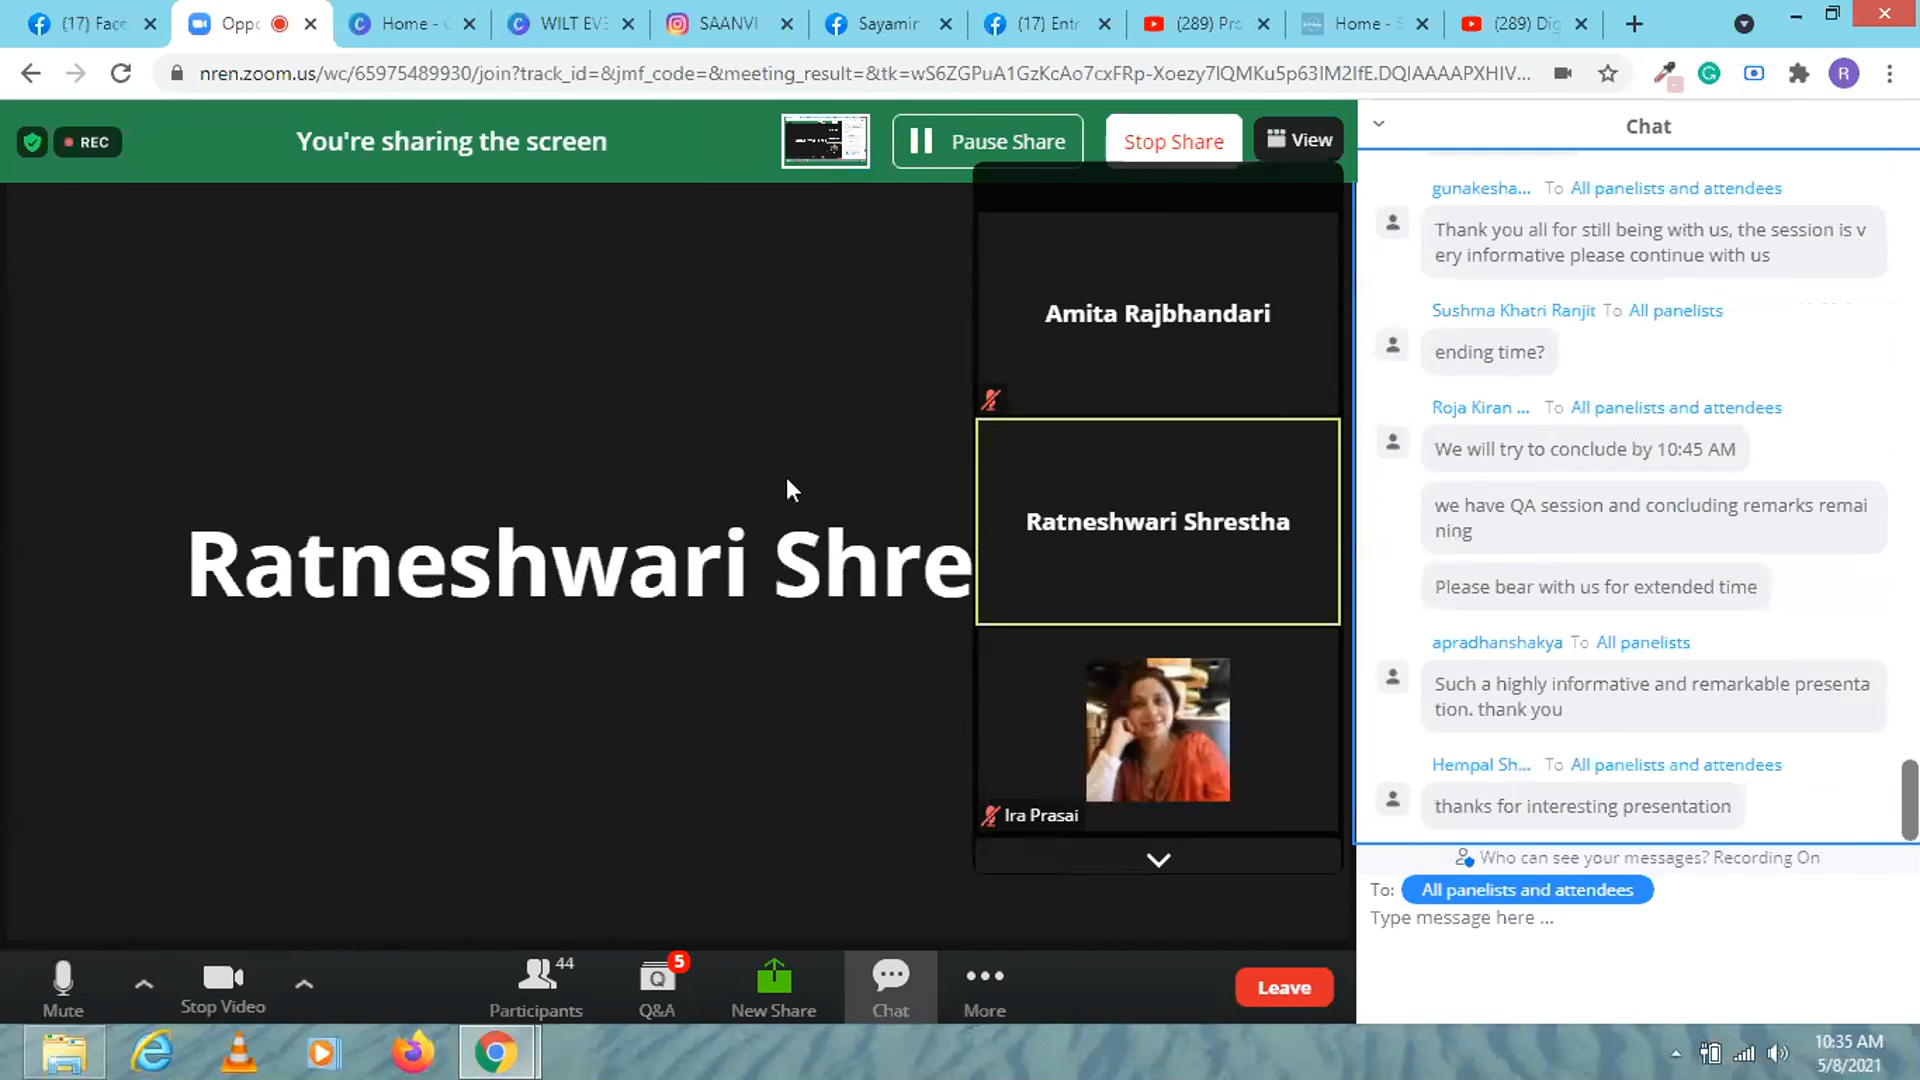 (17) Face
Oppo
Home -
WILT EVE
SAANVI
Sayamir
(17) Entr
(289) Pro
Home - S
(289) Dig
nren.zoom.us/wc/65975489930/join?track_id=&jmf_code=&meeting_result=&tk=
R
REC
You're sharing the screen
Pause Share
Stop Share
View
Chat
Amita Rajbhandari
Ratneshwari Shrestha
Ratneshwari Shre
Ira Prasai
gunakesha... To All panelists and attendees
Thank you all for still being with us, the session is v
ery informative please continue with us
Sushma Khatri Ranjit To All panelists
ending time?
Roja Kiran ... To All panelists and attendees
We will try to conclude by 10:45 AM
we have QA session and concluding remarks remai
ning
Please bear with us for extended time
apradhanshakya To All panelists
Such a highly informative and remarkable presenta
tion. thank you
Hempal Sh... To All panelists and attendees
thanks for interesting presentation
Who can see your messages? Recording On
To: All panelists and attendees
Type message here ...
Mute
Stop Video
44
Participants
5
Q&A
New Share
Chat
More
Leave
10:35 AM
5/8/2021